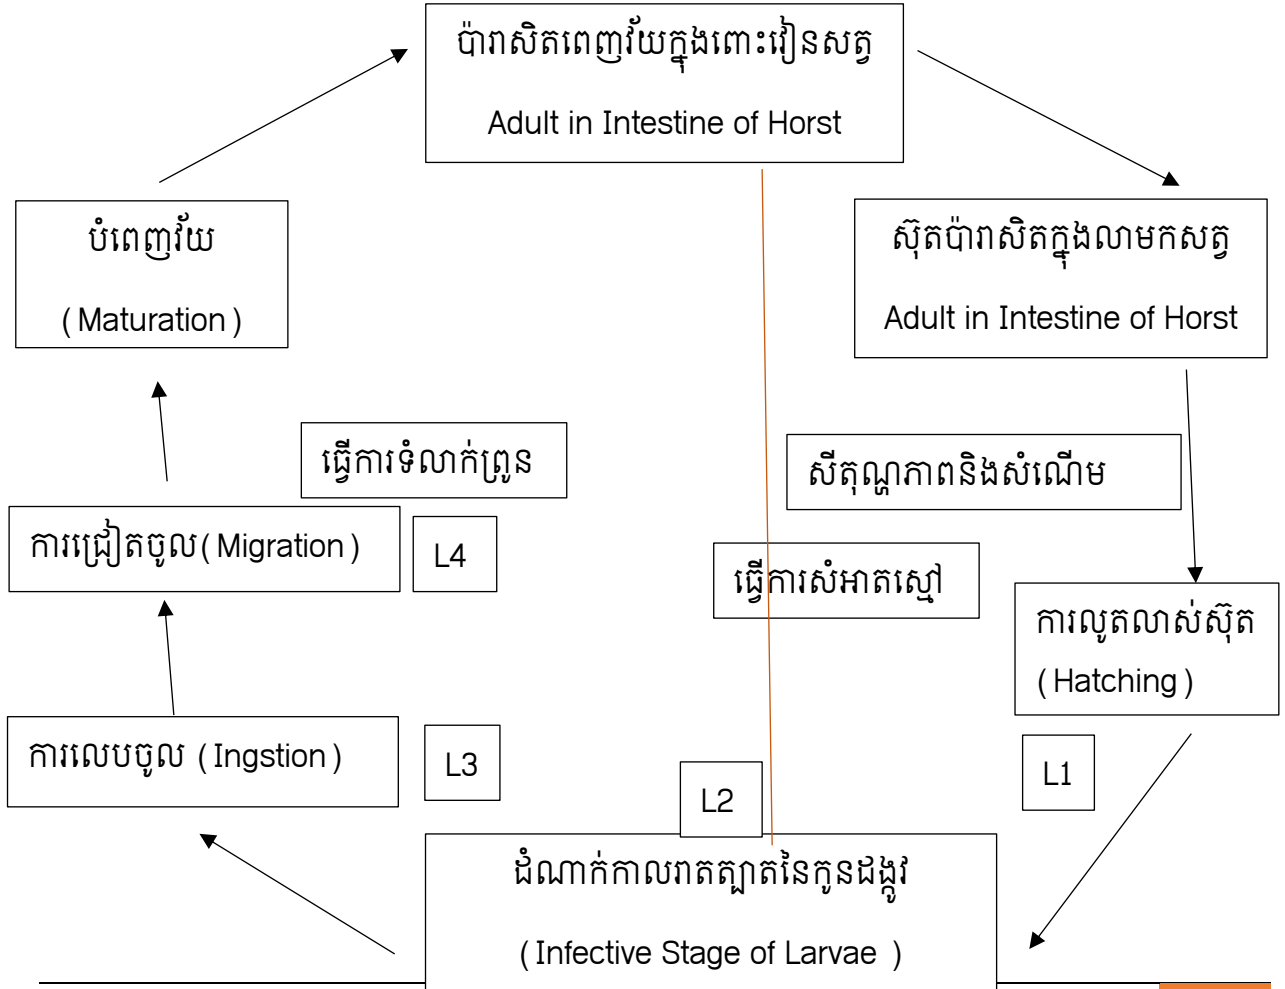 ប៉ារាសិតពេញវ័យក្នុងពោះវៀនសត្វ
Adult in Intestine of Horst
បំពេញវ័យ
(Maturation)
ស៊ុតប៉ារាសិតក្នុងលាមកសត្វ
Adult in Intestine of Horst
ធ្វើការទំលាក់ព្រូន
សីតុណ្ហភាពនិងសំណើម
ការជ្រៀតចូល(Migration)
L4
ធ្វើការសំអាតស្មៅ
ការលូតលាស់ស៊ុត
(Hatching)
ការលេបចូល (Ingstion)
L3
L2
L1
ដំណាក់កាលរាតត្បាតនៃកូនដង្កូវ
(Infective Stage of Larvae )